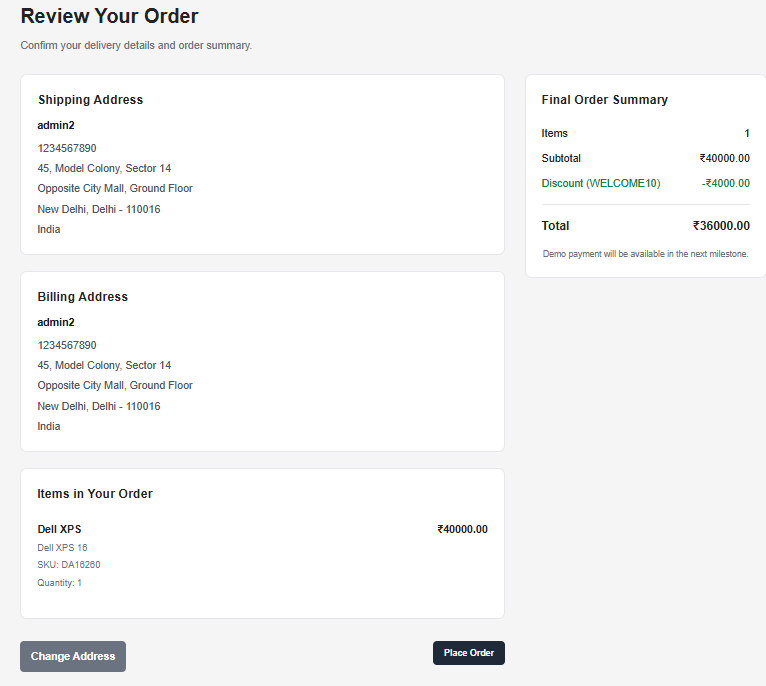 Review Your Order
Confirm your delivery details and order summary.
Shipping Address
admin2
1234567890
45, Model Colony, Sector 14
Opposite City Mall, Ground Floor
New Delhi, Delhi - 110016
India
Billing Address
admin2
1234567890
45, Model Colony, Sector 14
Opposite City Mall, Ground Floor
New Delhi, Delhi - 110016
India
Items in Your Order
Dell XPS ₹40000.00
Dell XPS 16
SKU: DA16260
Quantity: 1
Change Address
Place Order
Final Order Summary
Items 1
Subtotal ₹40000.00
Discount (WELCOME10) -₹4000.00
Total ₹36000.00
Demo payment will be available in the next milestone.